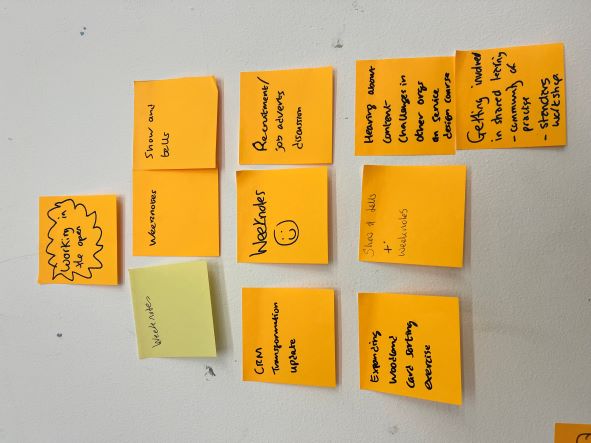 Working in
the open
Weeknotes
Weeknotes
Show and
tells
CRM
Transformation
update
Weeknotes
Recruitment/
job adverts
discussion
Expanding
Woodland
Card sorting
exercise
Show & tells
+
weeknotes
Hearing about
content
challenges in
other orgs
on service
design course
Getting involved
in shared learning
- community of
practise
- standars
workshop